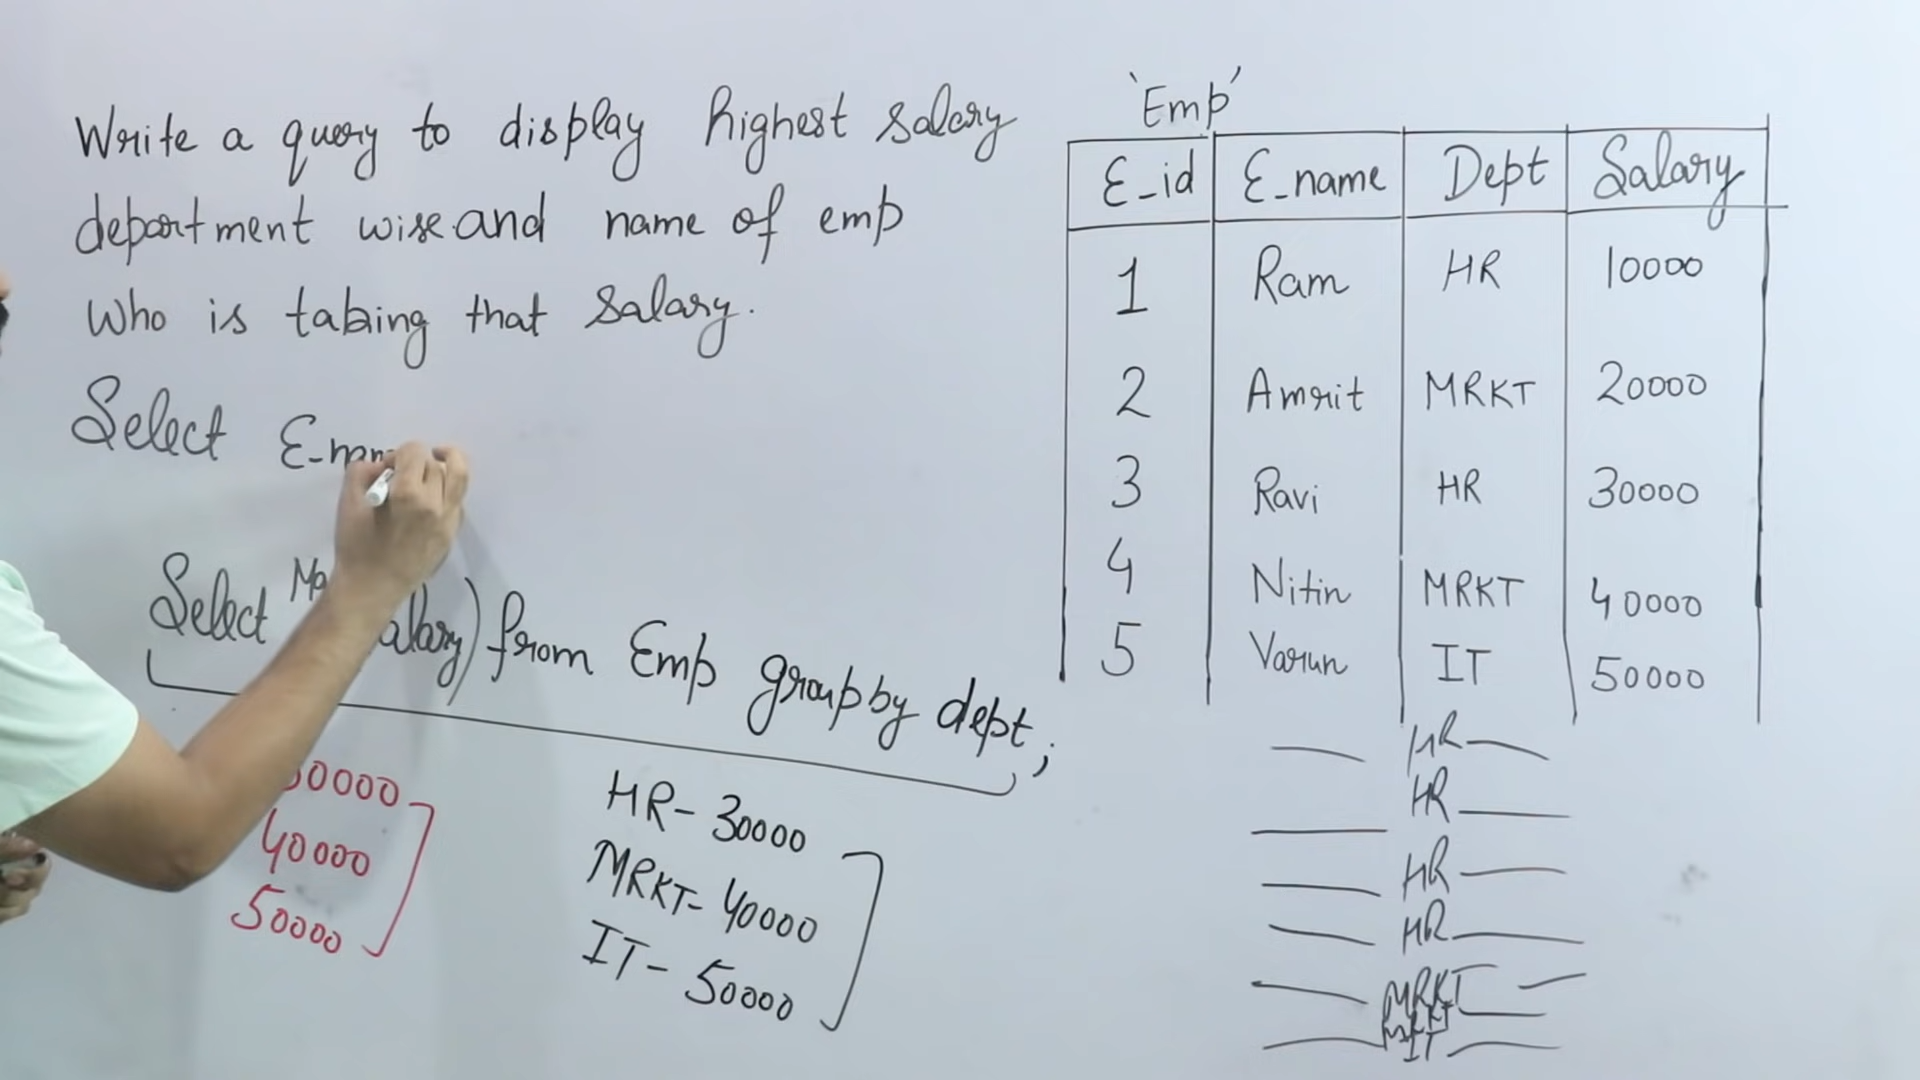 Write a query to display highest salary
department wise and name of emp
who is taking that salary.
Select
Select (Salary) from Emp group by dept;
30000
40000
50000
HR- 30000
MRKT- 40000
IT- 50000
'Emp'
E_id E_name Dept Salary
1 Ram HR 10000
2 Amrit MRKT 20000
3 Ravi HR 30000
4 Nitin MRKT 40000
5 Varun IT 50000
HR
HR
HR
HR
MRKT
MRKT
IT